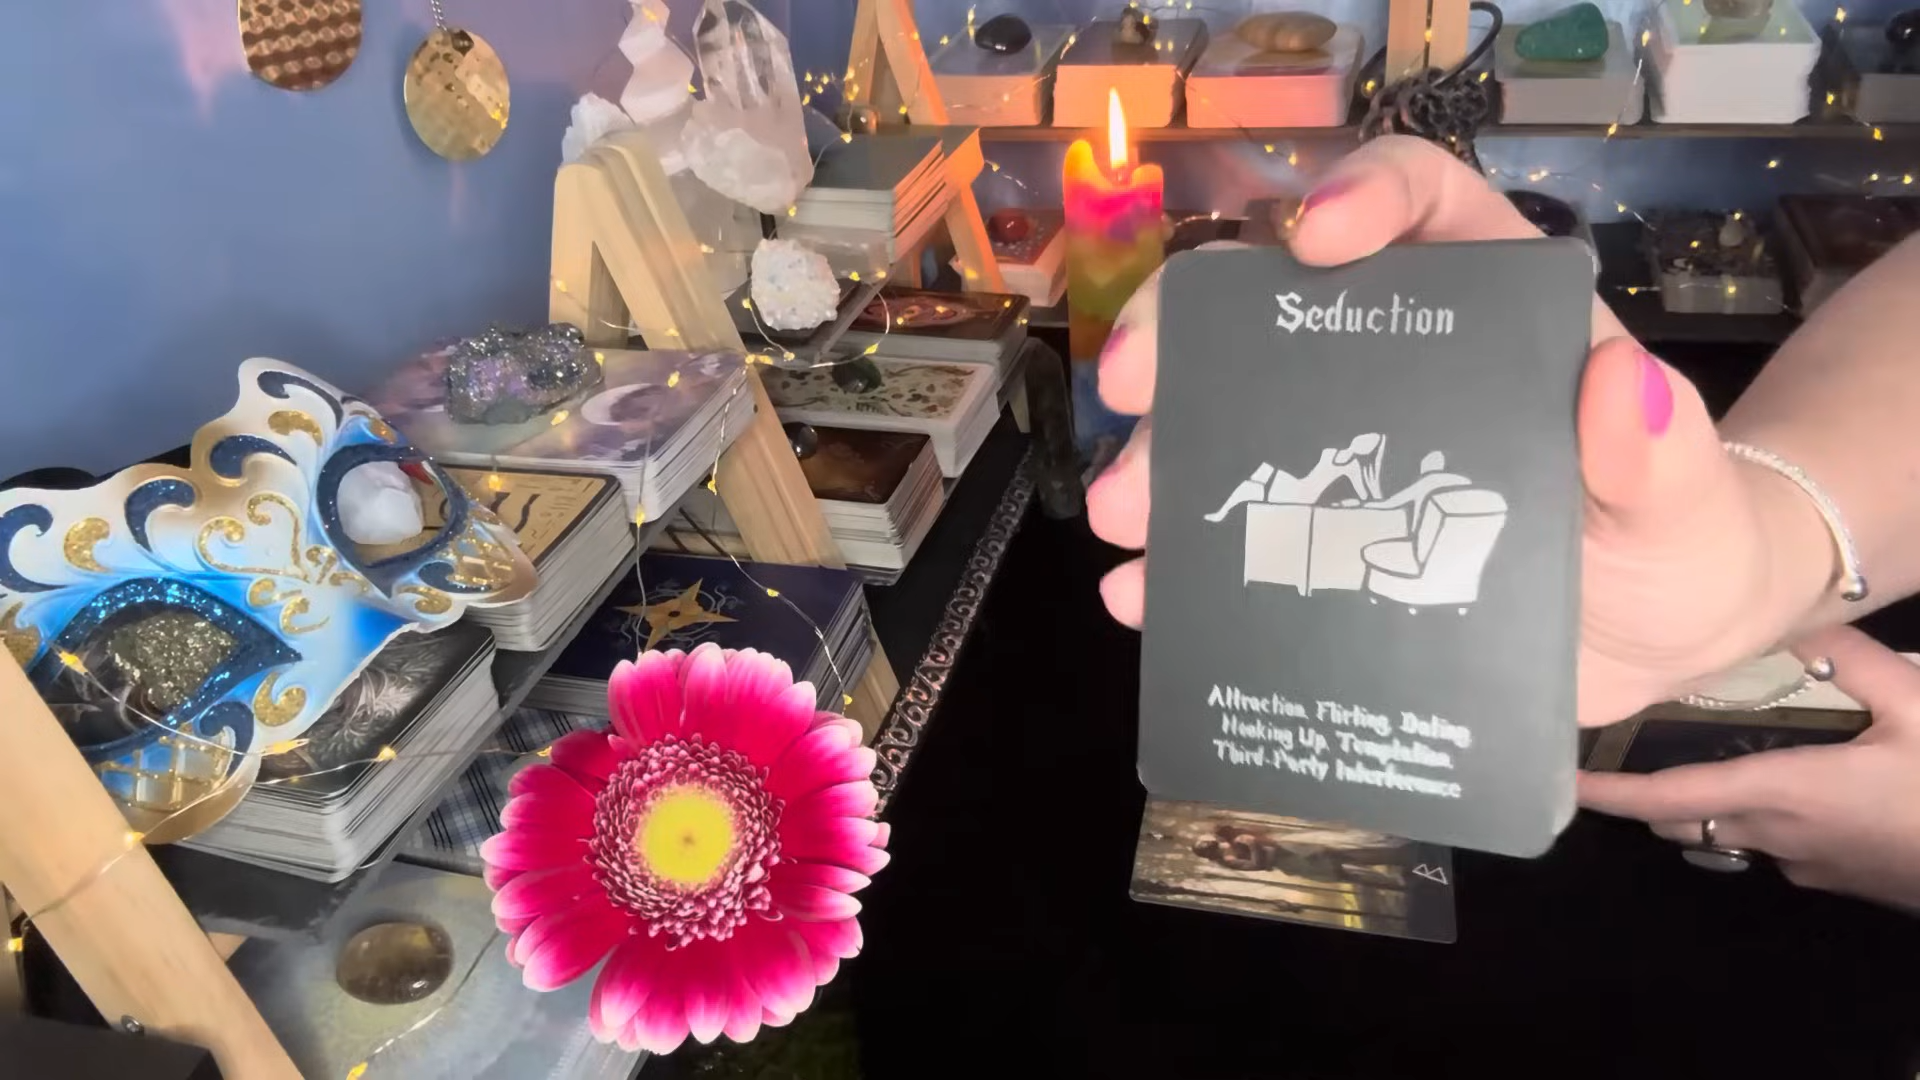 Seduction
Attraction, Flirting, Dating,
Hooking Up, Temptation,
Third-Party Interference